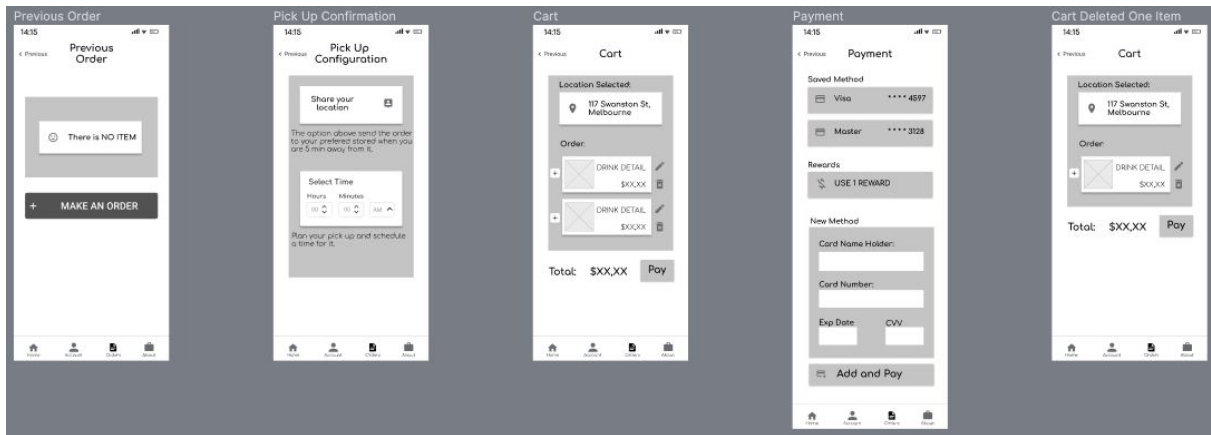 Previous Order
14:15
< Previous
Previous
Order
There is NO ITEM
+ MAKE AN ORDER
Home Account Orders About
Pick Up Confirmation
14:15
< Previous
Pick Up
Configuration
Share your
location
The option above send the order
to your prefered stored when you
are 5 min away from it.
Select Time
Hours Minutes
00 00 AM
Plan your pick up and schedule
a time for it.
Home Account Orders About
Cart
14:15
< Previous Cart
Location Selected:
117 Swanston St,
Melbourne
Order:
DRINK DETAIL
+
$XX,XX
DRINK DETAIL
+
$XX,XX
Total: $XX,XX Pay
Home Account Orders About
Payment
14:15
< Previous Payment
Saved Method
Visa **** 4597
Master **** 3128
Rewards
USE 1 REWARD
New Method
Card Name Holder:
Card Number:
Exp Date CVV
Add and Pay
Home Account Orders About
Cart Deleted One Item
14:15
< Previous Cart
Location Selected:
117 Swanston St,
Melbourne
Order:
DRINK DETAIL
+
$XX,XX
Total: $XX,XX Pay
Home Account Orders About